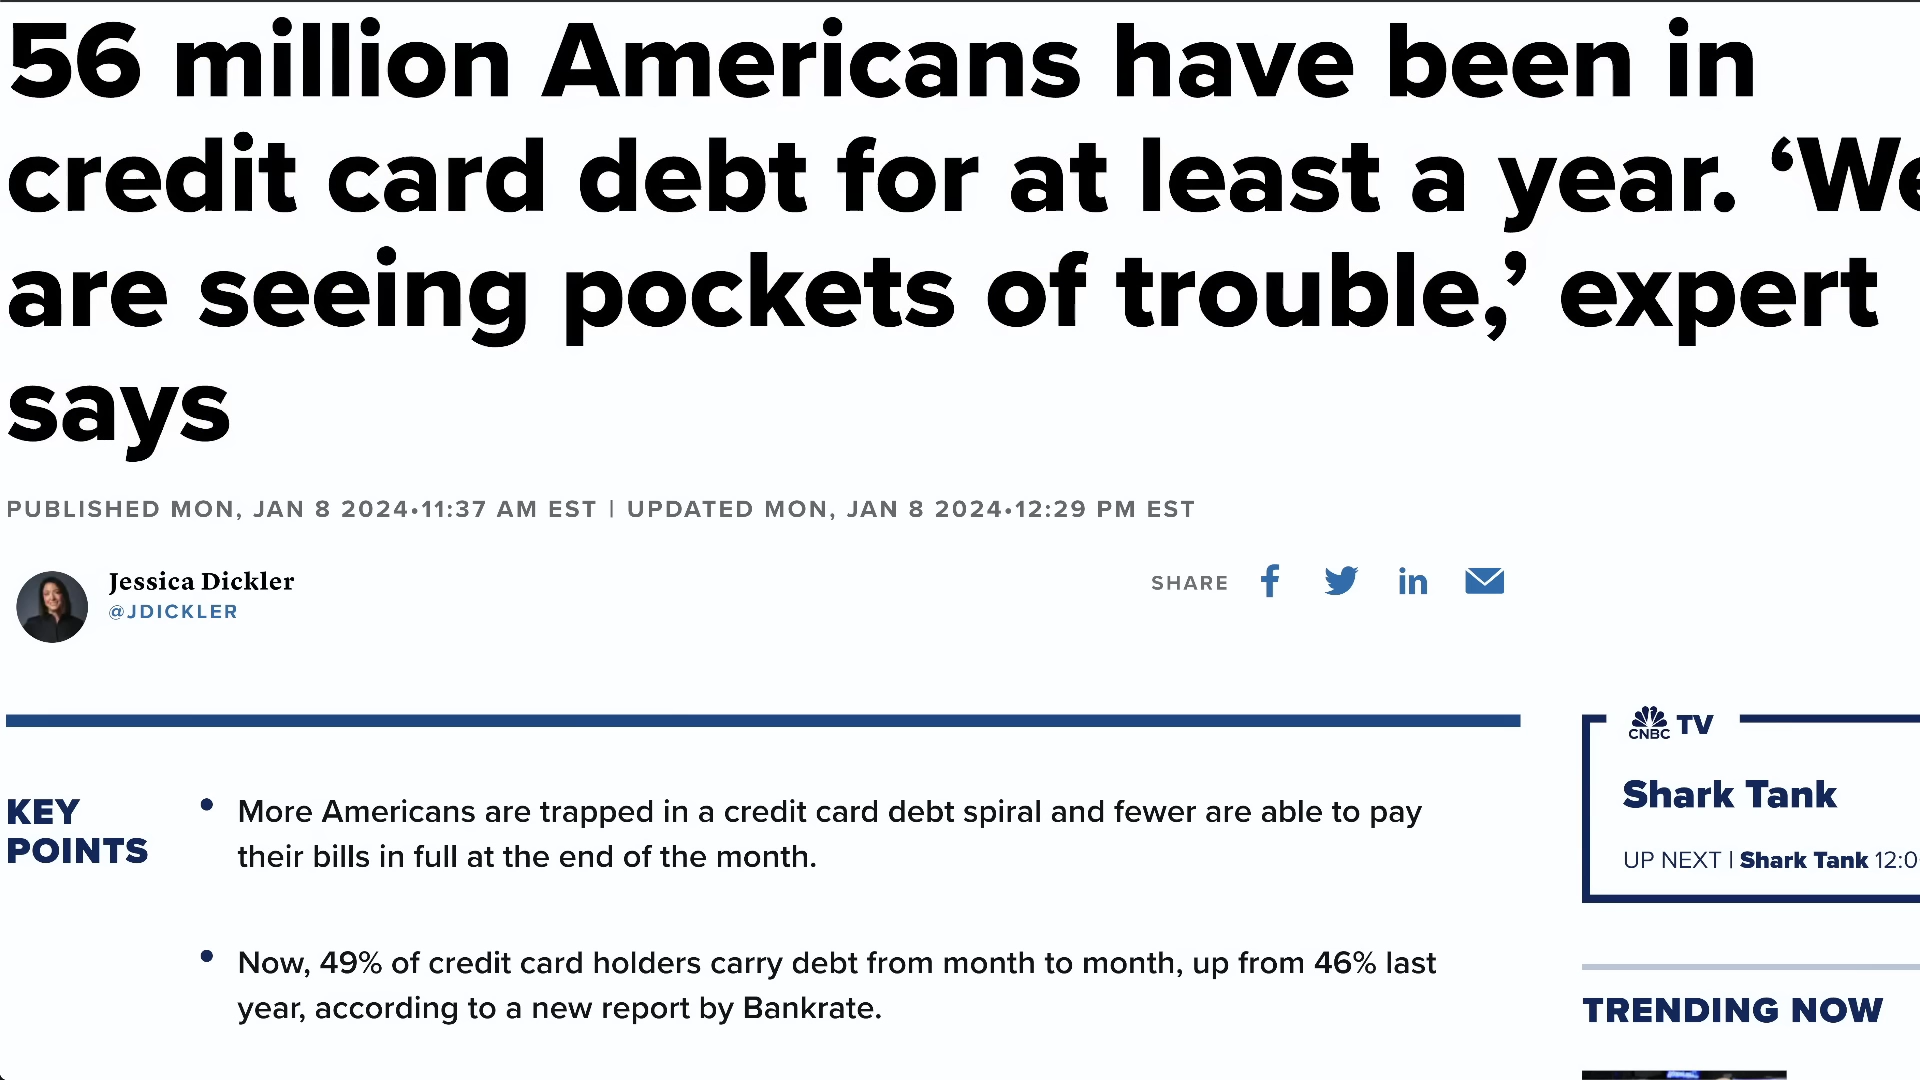 56 million Americans have been in
credit card debt for at least a year. ‘We
are seeing pockets of trouble,’ expert
says
PUBLISHED MON, JAN 8 2024•11:37 AM EST | UPDATED MON, JAN 8 2024•12:29 PM EST
Jessica Dickler
@JDICKLER
SHARE
KEY
POINTS
More Americans are trapped in a credit card debt spiral and fewer are able to pay
their bills in full at the end of the month.
Now, 49% of credit card holders carry debt from month to month, up from 46% last
year, according to a new report by Bankrate.
CNBC TV
Shark Tank
UP NEXT | Shark Tank 12:0
TRENDING NOW